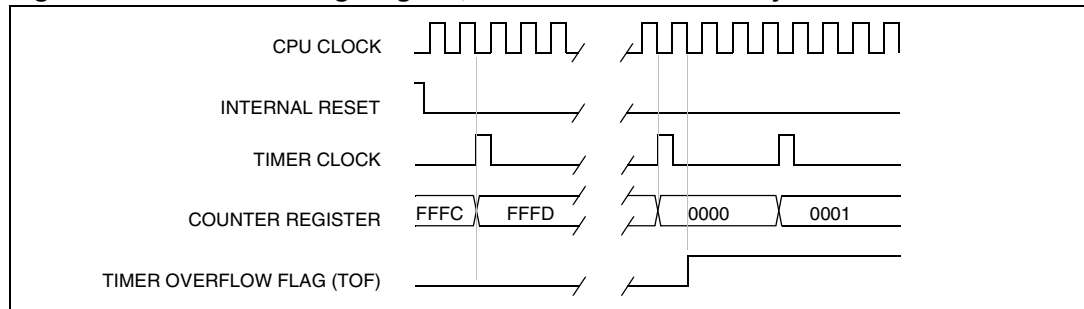 CPU CLOCK
INTERNAL RESET
TIMER CLOCK
COUNTER REGISTER FFFC FFFD 0000 0001
TIMER OVERFLOW FLAG (TOF)